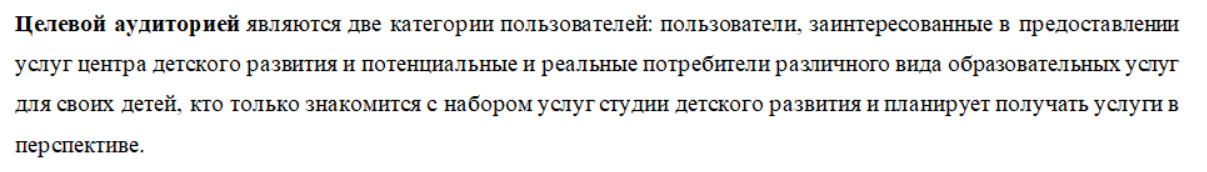 Целевой аудиторией являются две категории пользователей: пользователи, заинтересованные в предоставлении
услуг центра детского развития и потенциальные и реальные потребители различного вида образовательных услуг
для своих детей, кто только знакомится с набором услуг студии детского развития и планирует получать услуги в
перспективе.